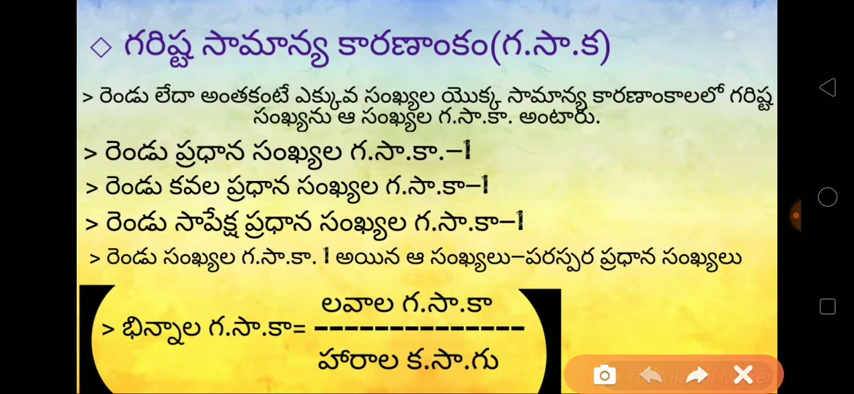 ◇ గరిష్ట సామాన్య కారణాంకం(గ.సా.క)
> రెండు లేదా అంతకంటే ఎక్కువ సంఖ్యల యొక్క సామాన్య కారణాంకాలలో గరిష్ట
సంఖ్యను ఆ సంఖ్యల గ.సా.కా. అంటారు.
> రెండు ప్రధాన సంఖ్యల గ.సా.కా.–1
> రెండు కవల ప్రధాన సంఖ్యల గ.సా.కా–1
> రెండు సాపేక్ష ప్రధాన సంఖ్యల గ.సా.కా–1
> రెండు సంఖ్యల గ.సా.కా. 1 అయిన ఆ సంఖ్యలు–పరస్పర ప్రధాన సంఖ్యలు
లవాల గ.సా.కా
> భిన్నాల గ.సా.కా= ––––––––––––––
హారాల క.సా.గు